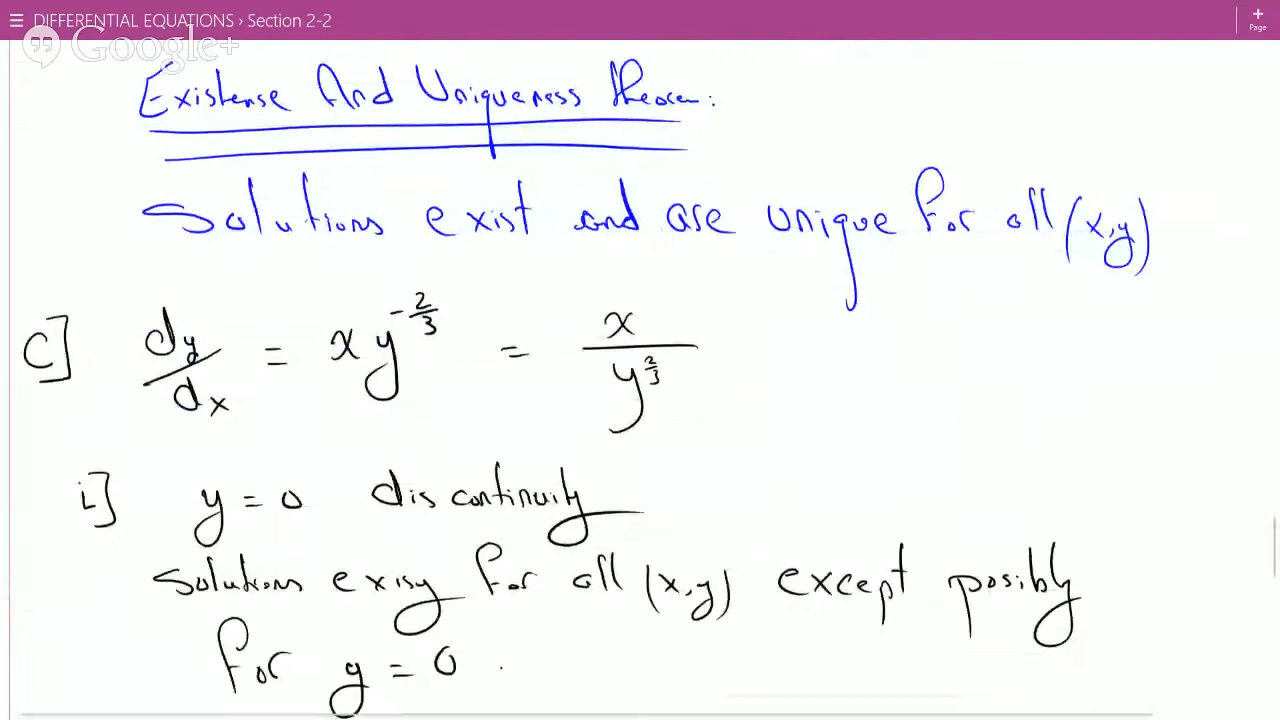 ☰ DIFFERENTIAL EQUATIONS › Section 2-2
+ Page
Google+
Existense And Uniqueness theorem:
Solutions exist and are unique for all (x,y)
C] dy/dx = x y^(-2/3) = x / y^(2/3)
i] y = 0 discontinuity
Solutions exisy for all (x,y) except posibly
for y = 0